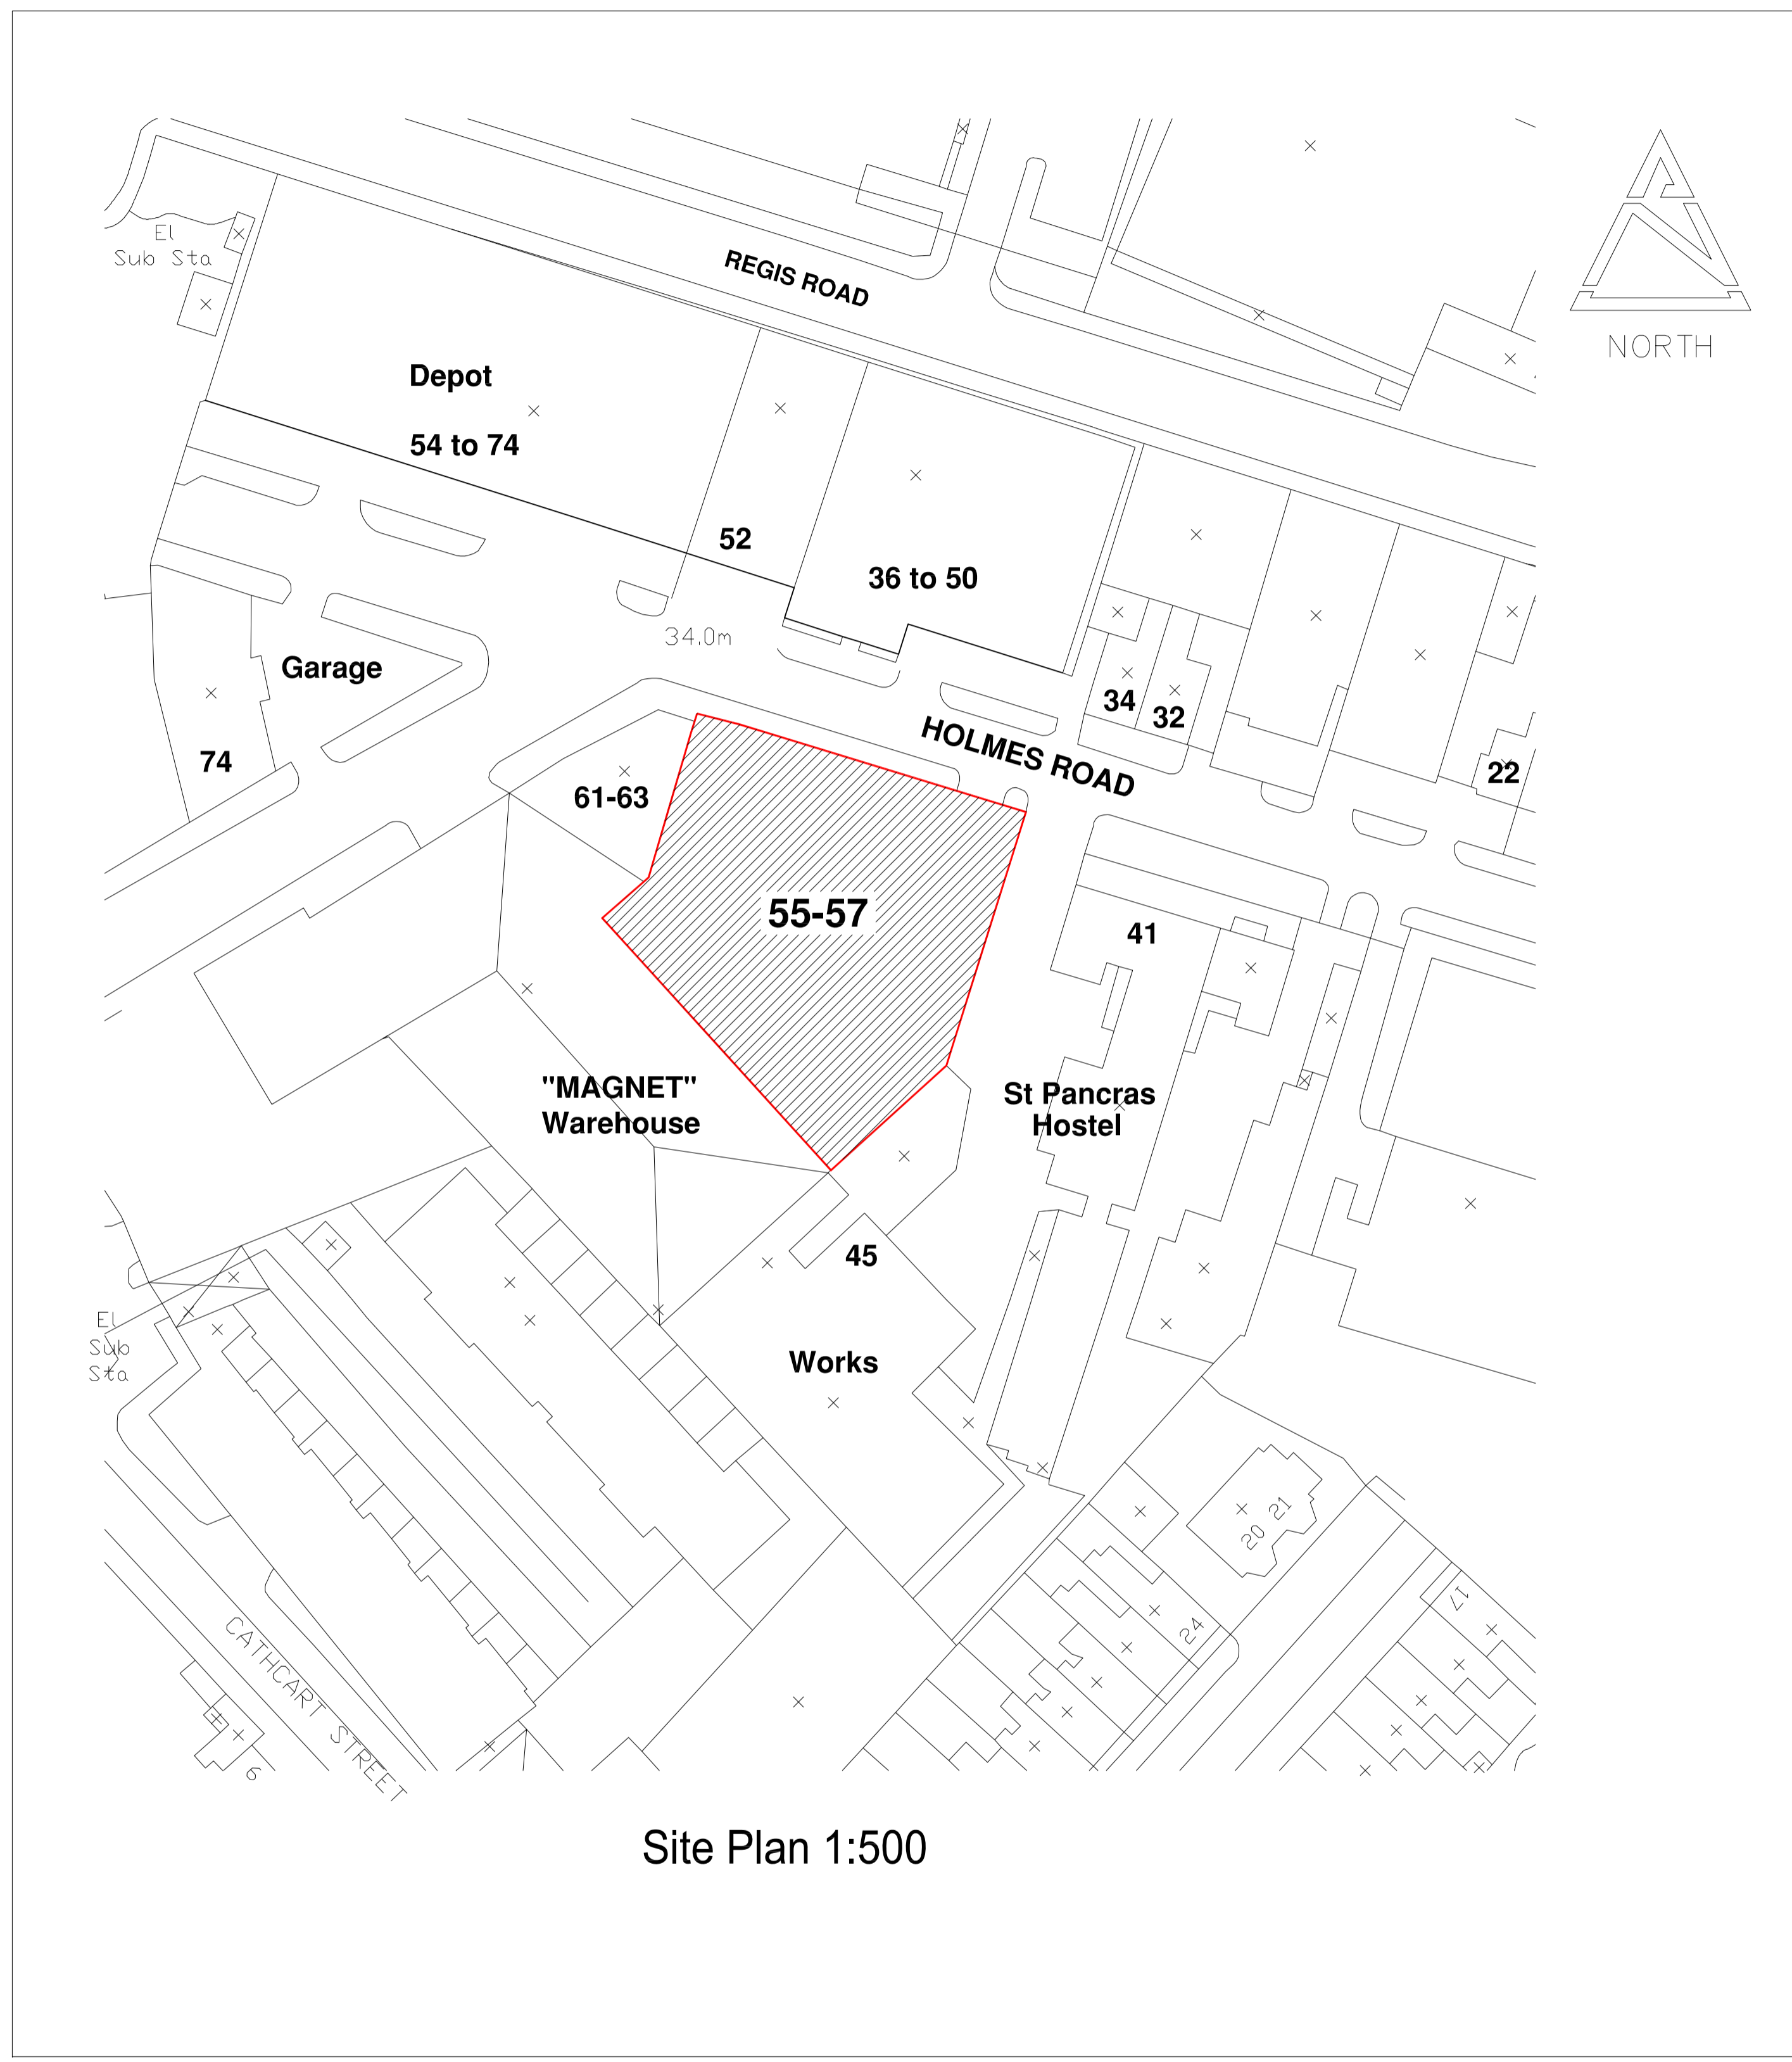 El
Sub Sta
REGIS ROAD
NORTH
Depot
54 to 74
52
36 to 50
34.0m
Garage
74
34
32
HOLMES ROAD
22
61-63
55-57
41
"MAGNET"
Warehouse
St Pancras
Hostel
45
El
Sub
Sta
Works
20 21
24
17
CATHCART STREET
6
Site Plan 1:500